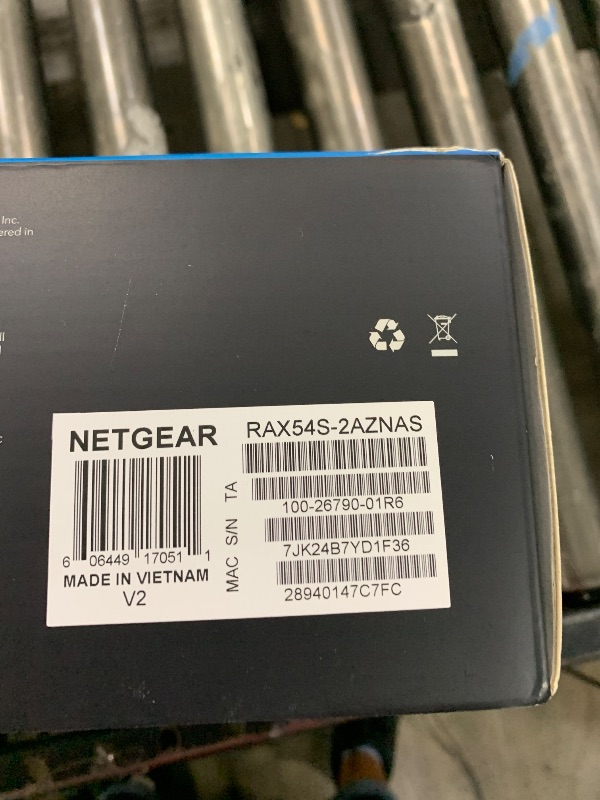 Inc.
ered in
NETGEAR
RAX54S-2AZNAS
TA
100-26790-01R6
S/N
7JK24B7YD1F36
MAC
28940147C7FC
6 06449 17051 1
MADE IN VIETNAM
V2